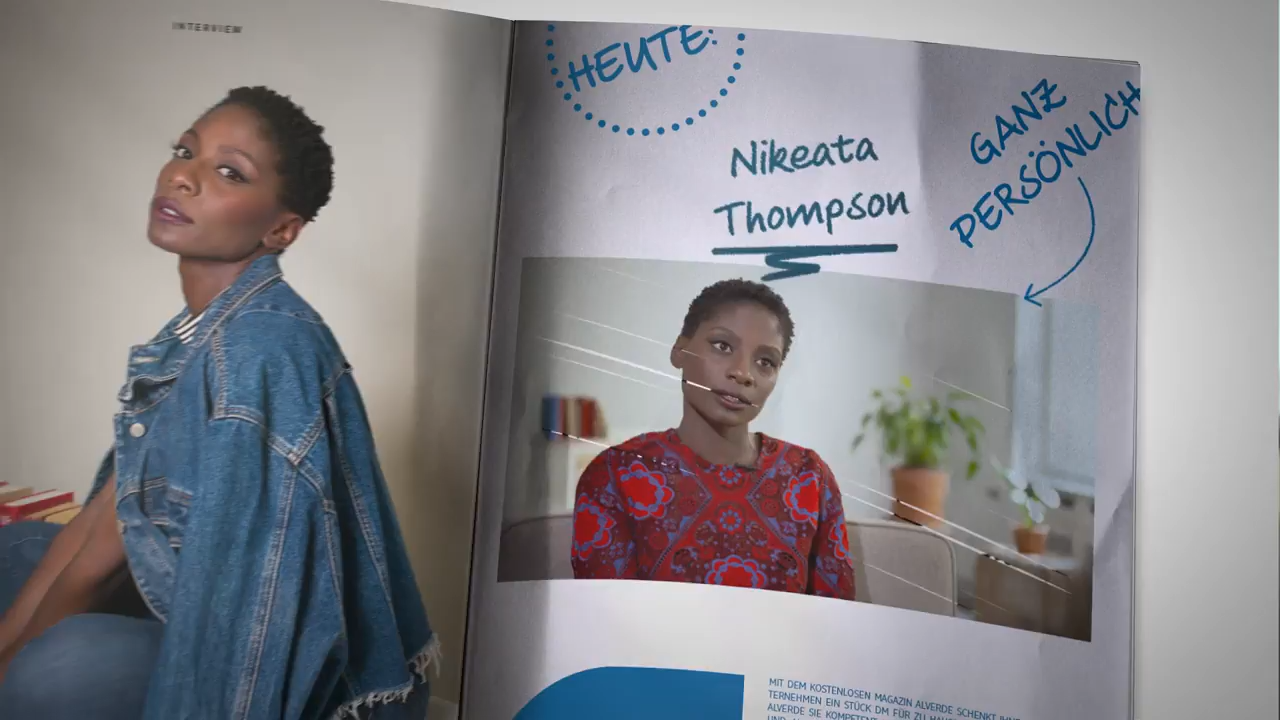 INTERVIEW
HEUTE:
Nikeata
Thompson
GANZ
PERSÖNLICH
MIT DEM KOSTENLOSEN MAGAZIN ALVERDE SCHENKT
TERNEHMEN EIN STÜCK DM FÜR ZU
ALVERDE SIE